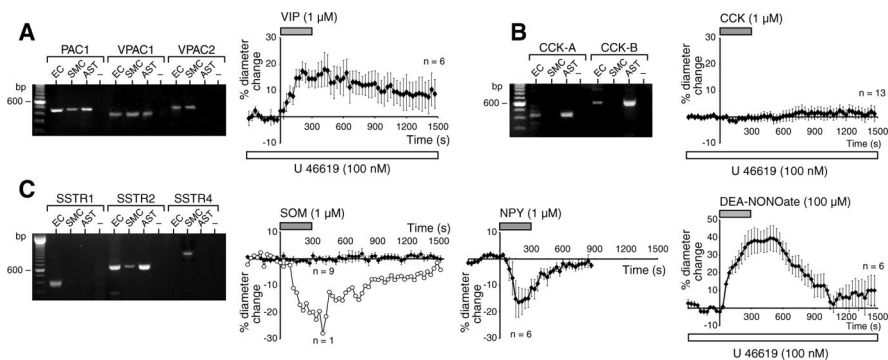 A
PAC1 VPAC1 VPAC2
EC SMC AST – EC SMC AST – EC SMC AST –
bp
600
VIP (1 µM)
% diameter change
30
20
10
-10
300 600 900 1200 1500
n = 6
Time (s)
U 46619 (100 nM)
B
CCK-A CCK-B
EC SMC AST – EC SMC AST –
bp
600
CCK (1 µM)
% diameter change
30
20
10
-10
300 600 900 1200 1500
n = 13
Time (s)
U 46619 (100 nM)
C
SSTR1 SSTR2 SSTR4
EC SMC AST – EC SMC AST – EC SMC AST –
bp
600
SOM (1 µM)
Time (s)
% diameter change
10
-10
-20
-30
300 600 900 1200 1500
n = 9
n = 1
NPY (1 µM)
% diameter change
10
-10
-20
-30
300 600 900 1200 1500
Time (s)
n = 6
DEA-NONOate (100 µM)
% diameter change
50
40
30
20
10
0
-10
300 600 900 1200 1500
n = 6
Time (s)
U 46619 (100 nM)